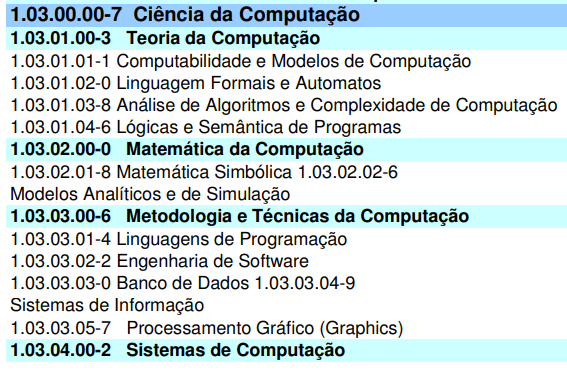 1.03.00.00-7 Ciência da Computação
1.03.01.00-3 Teoria da Computação
1.03.01.01-1 Computabilidade e Modelos de Computação
1.03.01.02-0 Linguagem Formais e Automatos
1.03.01.03-8 Análise de Algoritmos e Complexidade de Computação
1.03.01.04-6 Lógicas e Semântica de Programas
1.03.02.00-0 Matemática da Computação
1.03.02.01-8 Matemática Simbólica 1.03.02.02-6
Modelos Analíticos e de Simulação
1.03.03.00-6 Metodologia e Técnicas da Computação
1.03.03.01-4 Linguagens de Programação
1.03.03.02-2 Engenharia de Software
1.03.03.03-0 Banco de Dados 1.03.03.04-9
Sistemas de Informação
1.03.03.05-7 Processamento Gráfico (Graphics)
1.03.04.00-2 Sistemas de Computação